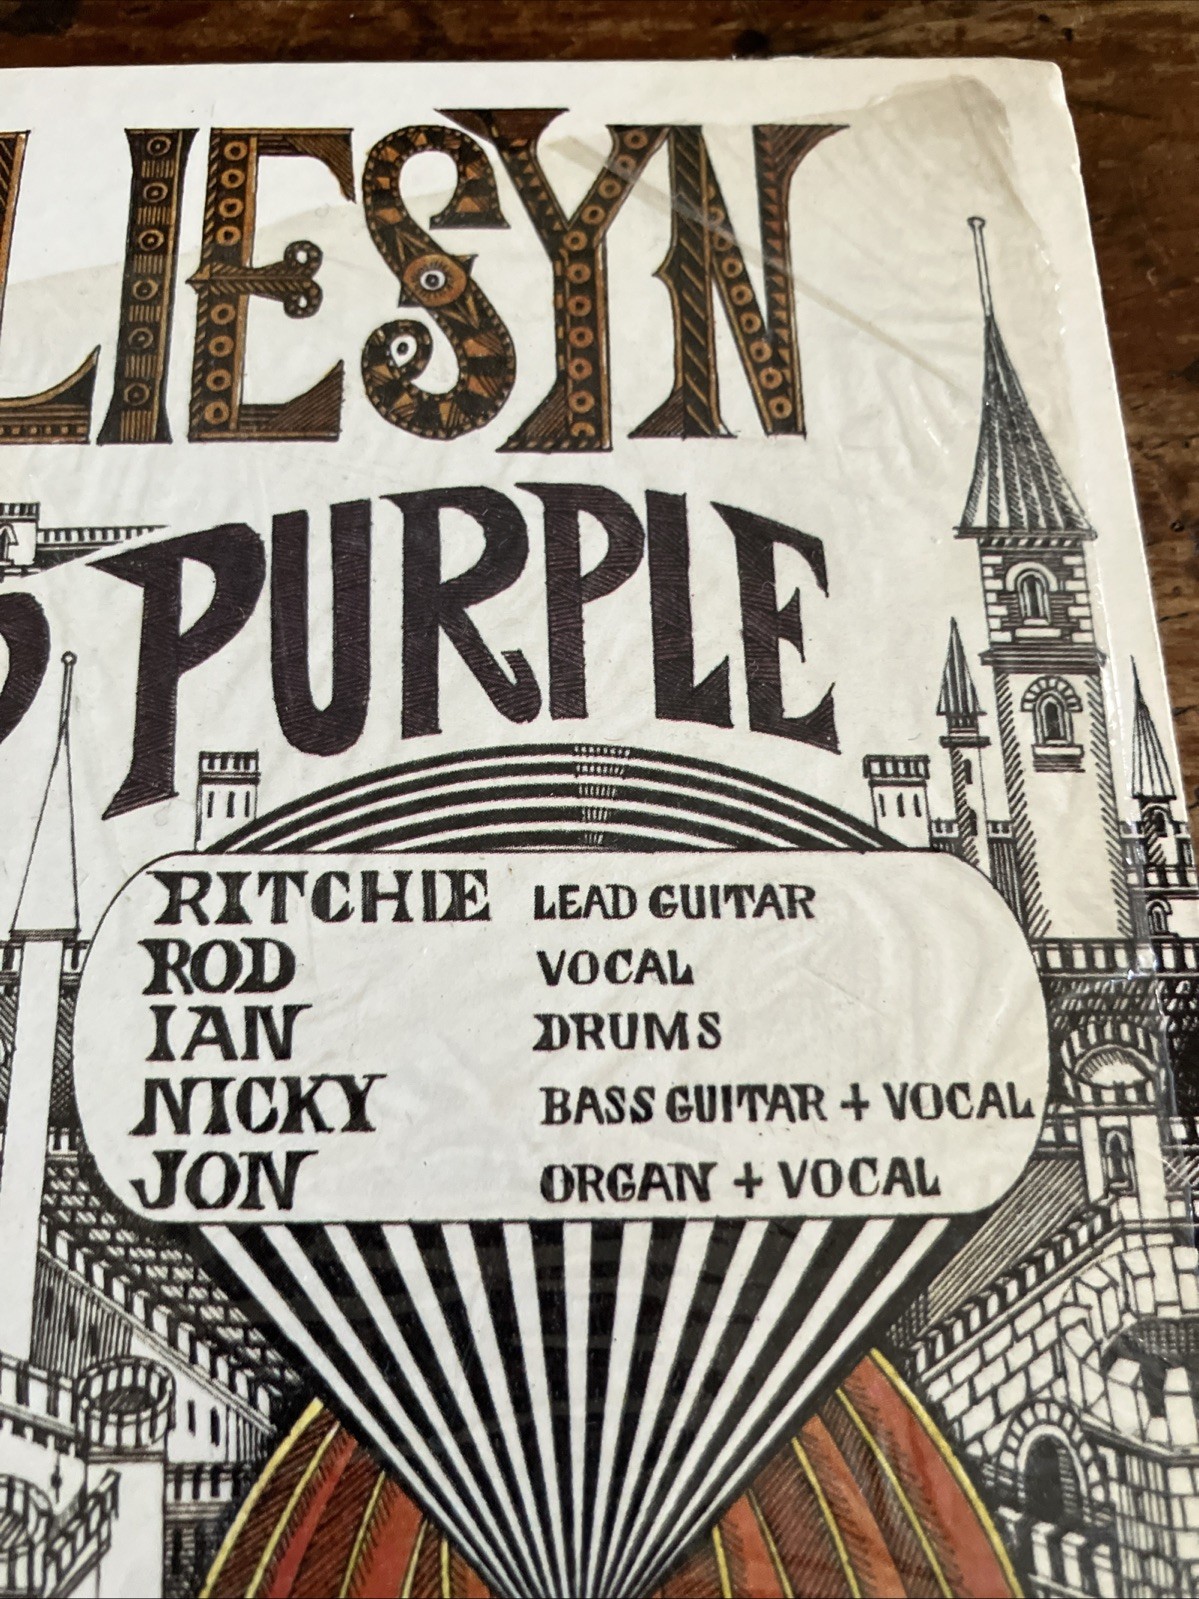 LIESYN
PURPLE
RITCHIE LEAD GUITAR
ROD VOCAL
IAN DRUMS
NICKY BASS GUITAR + VOCAL
JON ORGAN + VOCAL